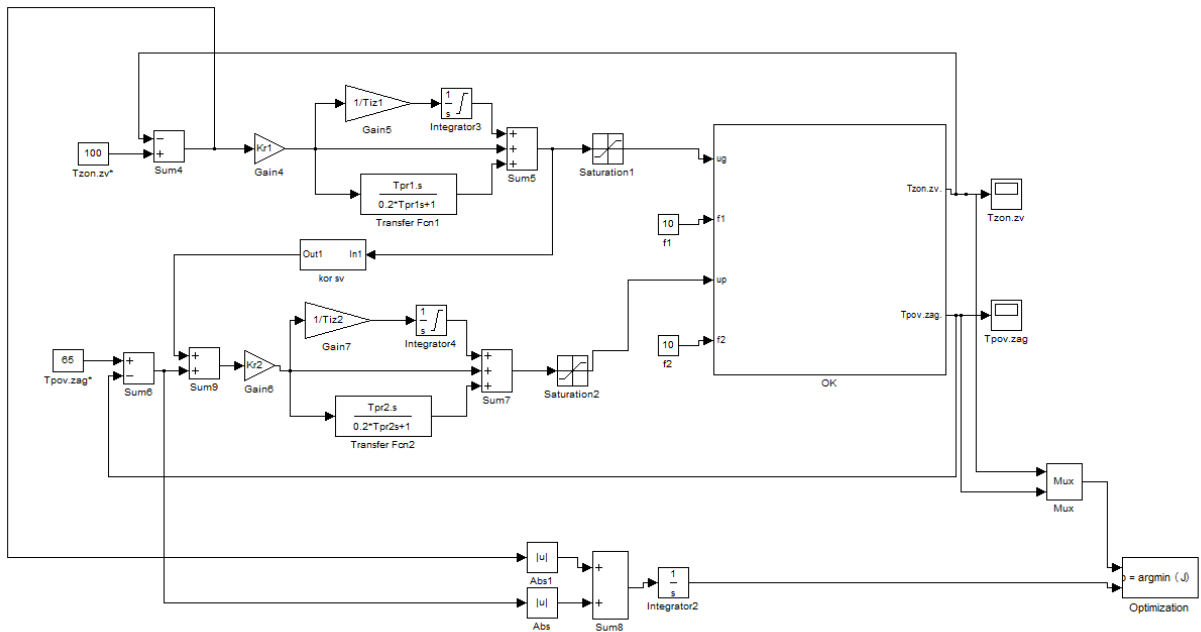 1/Tiz1
Gain5
1
s
Integrator3
100
Tzon.zv*
−
+
Sum4
Kr1
Gain4
+
+
+
Sum5
Saturation1
Tpr1.s
0.2*Tpr1s+1
Transfer Fcn1
ug
Tzon.zv.
Tzon.zv
10
f1
f1
Out1
In1
kor sv
up
1/Tiz2
Gain7
1
s
Integrator4
Tpov.zag.
Tpov.zag
10
f2
f2
OK
65
Tpov.zag*
+
−
Sum6
+
+
Sum9
Kr2
Gain6
+
+
+
Sum7
Saturation2
Tpr2.s
0.2*Tpr2s+1
Transfer Fcn2
Mux
Mux
|u|
Abs1
|u|
Abs
+
+
Sum8
1
s
Integrator2
= argmin (J)
Optimization